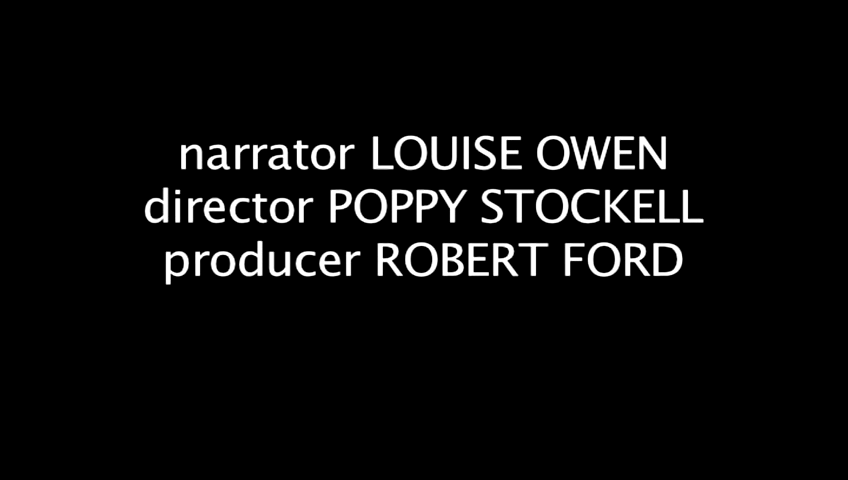 narrator LOUISE OWEN
director POPPY STOCKELL
producer ROBERT FORD